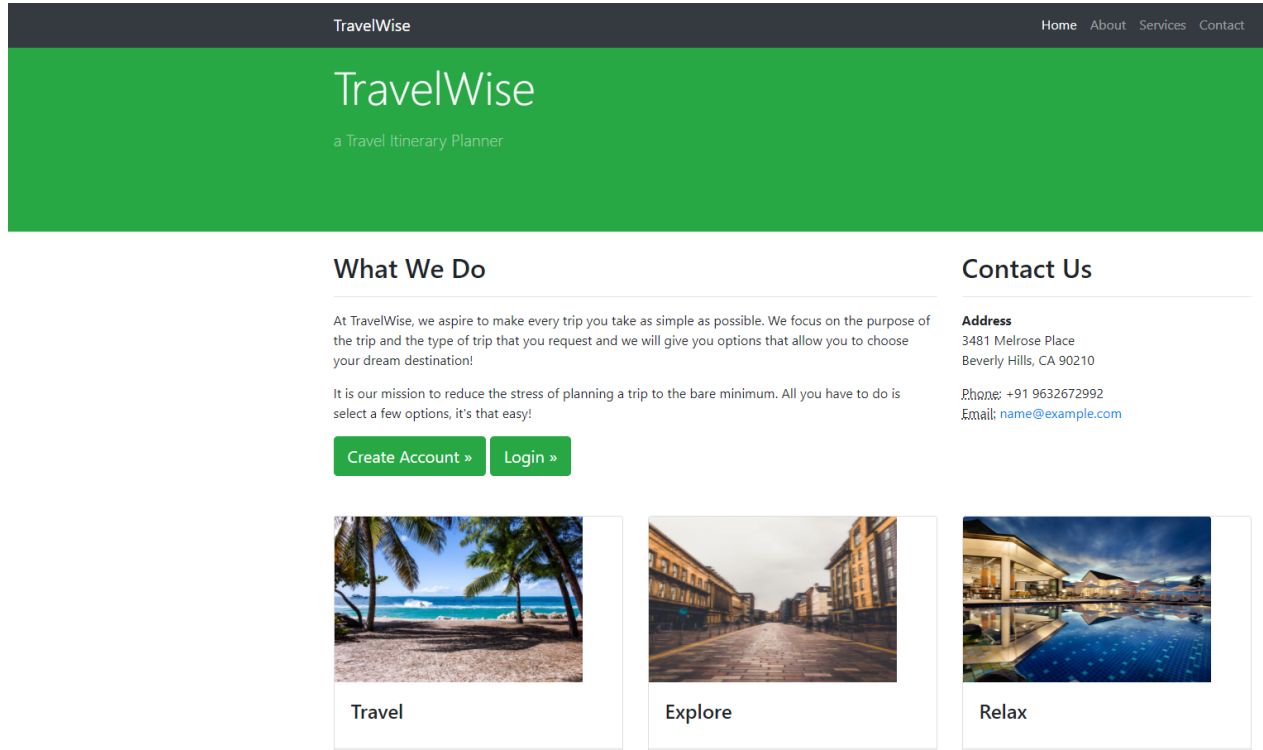 TravelWise
Home About Services Contact
TravelWise
a Travel Itinerary Planner
What We Do
At TravelWise, we aspire to make every trip you take as simple as possible. We focus on the purpose of
the trip and the type of trip that you request and we will give you options that allow you to choose
your dream destination!
It is our mission to reduce the stress of planning a trip to the bare minimum. All you have to do is
select a few options, it's that easy!
Create Account »
Login »
Contact Us
Address
3481 Melrose Place
Beverly Hills, CA 90210
Phone: +91 9632672992
Email: name@example.com
Travel
Explore
Relax